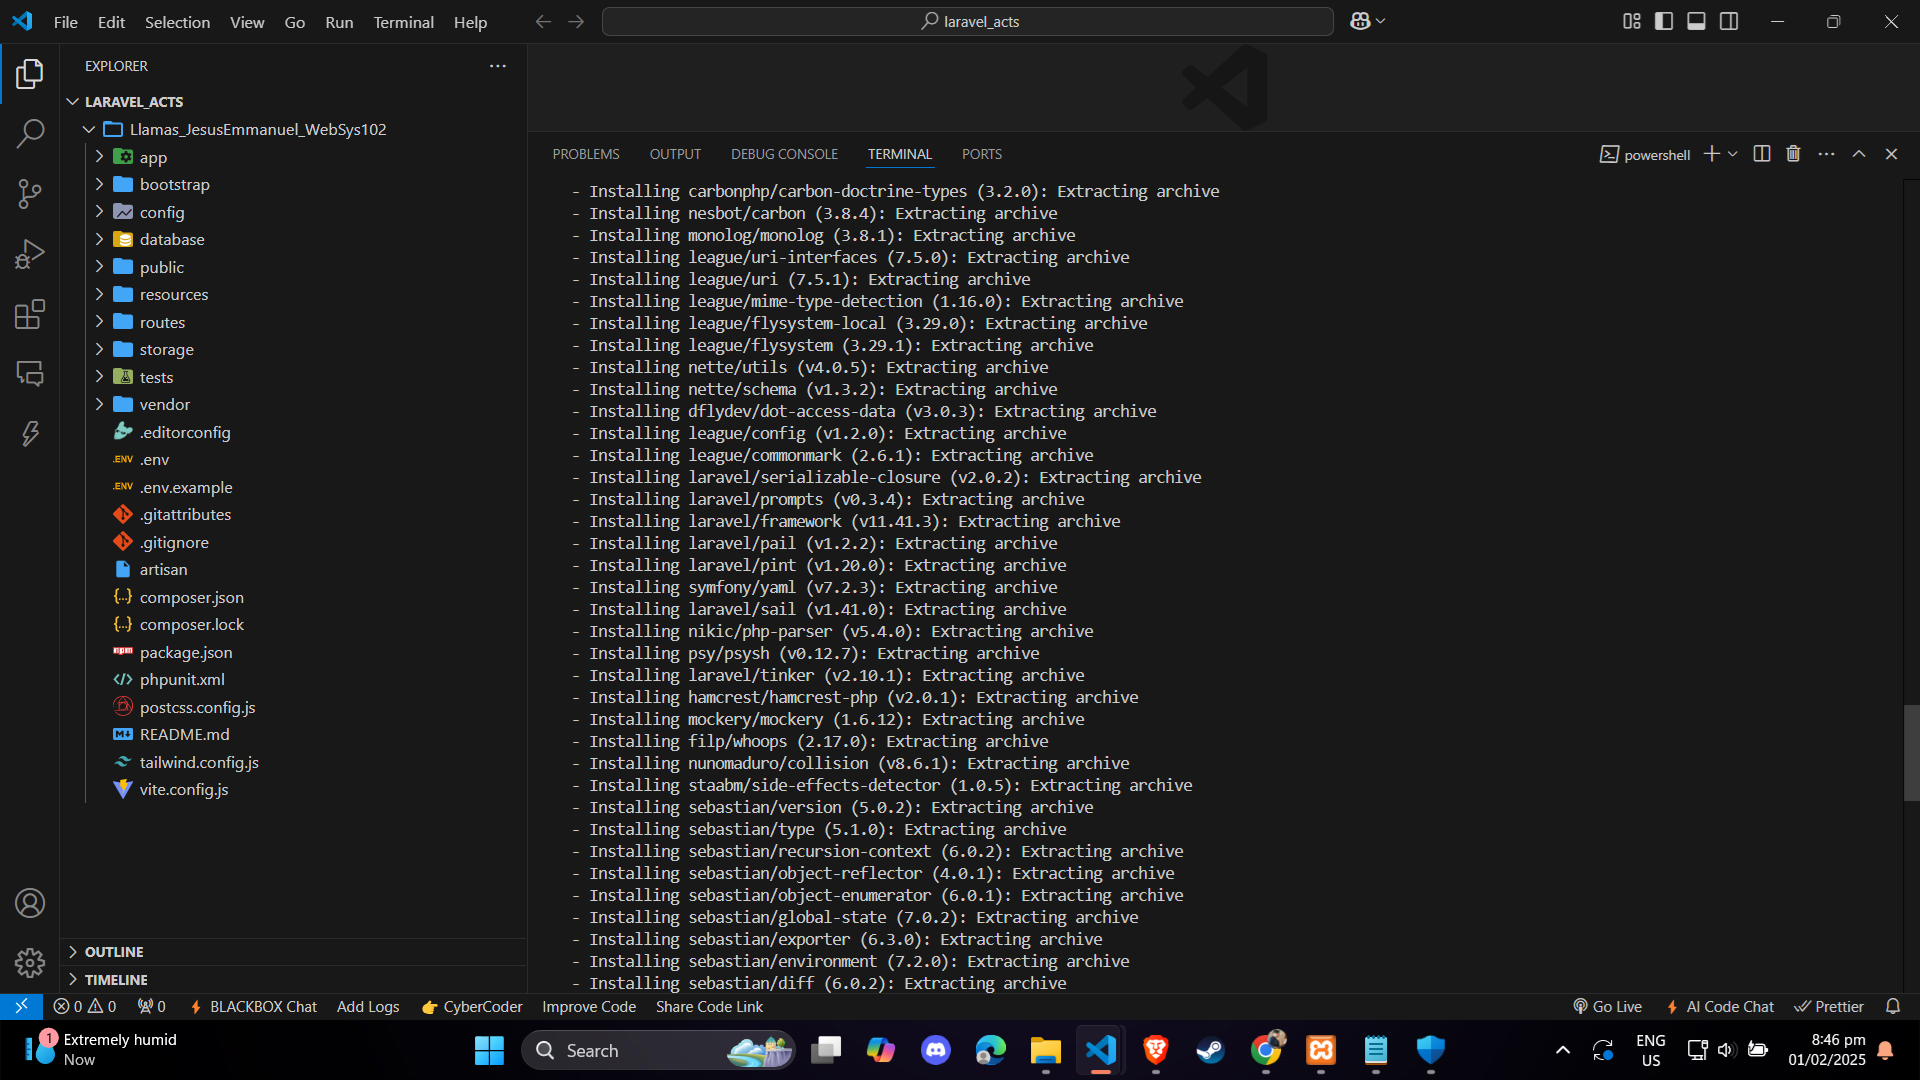 File Edit Selection View Go Run Terminal Help
laravel_acts
EXPLORER
LARAVEL_ACTS
Llamas_JesusEmmanuel_WebSys102
app
bootstrap
config
database
public
resources
routes
storage
tests
vendor
.editorconfig
.ENV .env
.ENV .env.example
.gitattributes
.gitignore
artisan
{..} composer.json
{..} composer.lock
npm package.json
phpunit.xml
postcss.config.js
README.md
tailwind.config.js
vite.config.js
OUTLINE
TIMELINE
PROBLEMS OUTPUT DEBUG CONSOLE TERMINAL PORTS
powershell
- Installing carbonphp/carbon-doctrine-types (3.2.0): Extracting archive
- Installing nesbot/carbon (3.8.4): Extracting archive
- Installing monolog/monolog (3.8.1): Extracting archive
- Installing league/uri-interfaces (7.5.0): Extracting archive
- Installing league/uri (7.5.1): Extracting archive
- Installing league/mime-type-detection (1.16.0): Extracting archive
- Installing league/flysystem-local (3.29.0): Extracting archive
- Installing league/flysystem (3.29.1): Extracting archive
- Installing nette/utils (v4.0.5): Extracting archive
- Installing nette/schema (v1.3.2): Extracting archive
- Installing dflydev/dot-access-data (v3.0.3): Extracting archive
- Installing league/config (v1.2.0): Extracting archive
- Installing league/commonmark (2.6.1): Extracting archive
- Installing laravel/serializable-closure (v2.0.2): Extracting archive
- Installing laravel/prompts (v0.3.4): Extracting archive
- Installing laravel/framework (v11.41.3): Extracting archive
- Installing laravel/pail (v1.2.2): Extracting archive
- Installing laravel/pint (v1.20.0): Extracting archive
- Installing symfony/yaml (v7.2.3): Extracting archive
- Installing laravel/sail (v1.41.0): Extracting archive
- Installing nikic/php-parser (v5.4.0): Extracting archive
- Installing psy/psysh (v0.12.7): Extracting archive
- Installing laravel/tinker (v2.10.1): Extracting archive
- Installing hamcrest/hamcrest-php (v2.0.1): Extracting archive
- Installing mockery/mockery (1.6.12): Extracting archive
- Installing filp/whoops (2.17.0): Extracting archive
- Installing nunomaduro/collision (v8.6.1): Extracting archive
- Installing staabm/side-effects-detector (1.0.5): Extracting archive
- Installing sebastian/version (5.0.2): Extracting archive
- Installing sebastian/type (5.1.0): Extracting archive
- Installing sebastian/recursion-context (6.0.2): Extracting archive
- Installing sebastian/object-reflector (4.0.1): Extracting archive
- Installing sebastian/object-enumerator (6.0.1): Extracting archive
- Installing sebastian/global-state (7.0.2): Extracting archive
- Installing sebastian/exporter (6.3.0): Extracting archive
- Installing sebastian/environment (7.2.0): Extracting archive
- Installing sebastian/diff (6.0.2): Extracting archive
0 0 0 BLACKBOX Chat Add Logs 👉 CyberCoder Improve Code Share Code Link Go Live AI Code Chat Prettier
1 Extremely humid
Now
Search
ENG
US
8:46 pm
01/02/2025